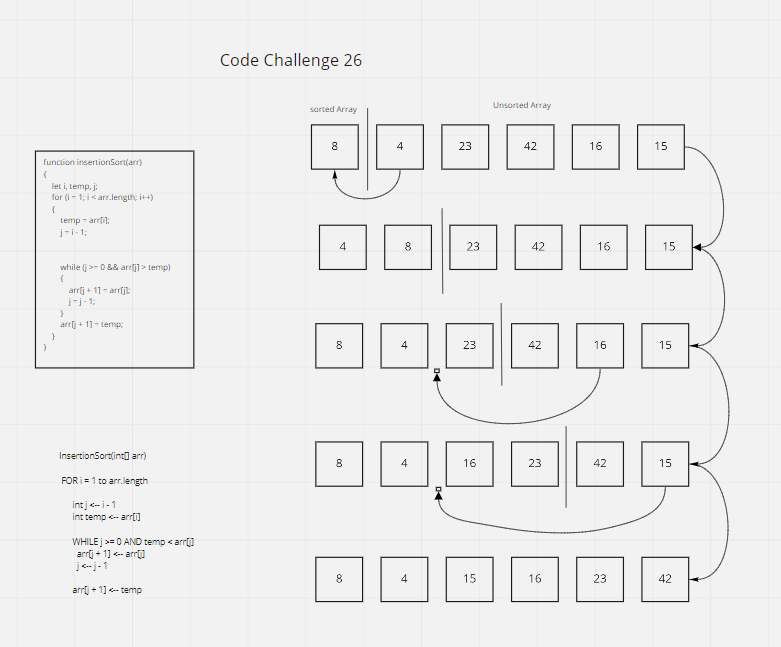 Code Challenge 26
sorted Array
Unsorted Array
8 4 23 42 16 15
function insertionSort(arr)
{
let i, temp, j;
for (i = 1; i < arr.length; i++)
{
temp = arr[i];
j = i - 1;
while (j >= 0 && arr[j] > temp)
{
arr[j + 1] = arr[j];
j = j - 1;
}
arr[j + 1] = temp;
}
}
4 8 23 42 16 15
8 4 23 42 16 15
8 4 16 23 42 15
8 4 15 16 23 42
InsertionSort(int[] arr)
FOR i = 1 to arr.length
int j <-- i - 1
int temp <-- arr[i]
WHILE j >= 0 AND temp < arr[j]
arr[j + 1] <-- arr[j]
j <-- j - 1
arr[j + 1] <-- temp